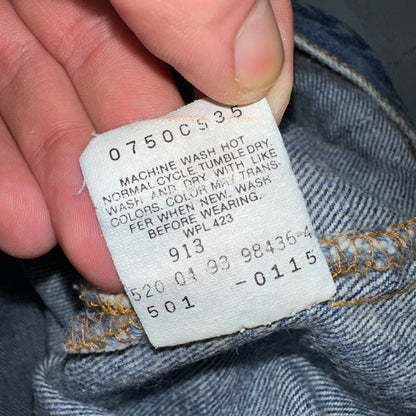 0750CS35
MACHINE WASH HOT
NORMAL CYCLE, TUMBLE DRY.
WASH AND DRY WITH LIKE
COLORS. COLOR MAY TRANS-
FER WHEN NEW. WASH
BEFORE WEARING.
WPL 423
913
520 04 93 98436-4
501 -0115